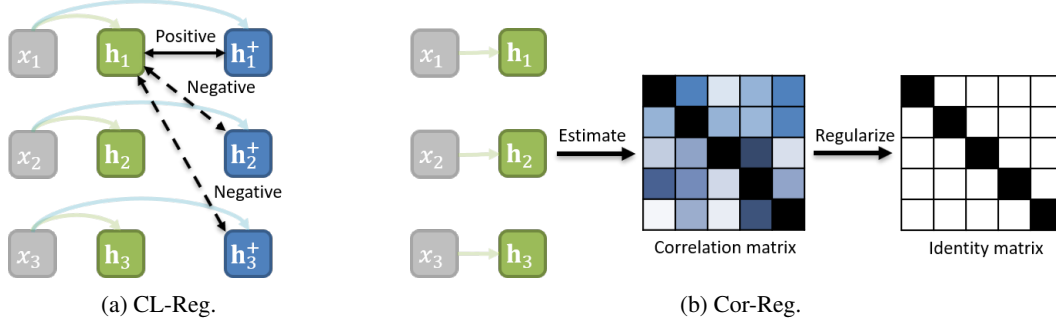 x₁ h₁ Positive h₁⁺
Negative
x₂ h₂ h₂⁺
Negative
x₃ h₃ h₃⁺
(a) CL-Reg.
x₁ h₁
x₂ h₂ Estimate Regularize
x₃ h₃
Correlation matrix Identity matrix
(b) Cor-Reg.